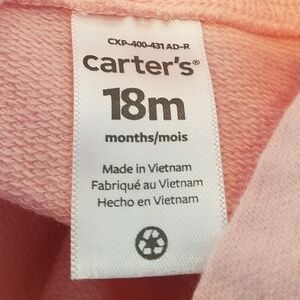 CXP-400-431 AD-R
carter's®
18m
months/mois
Made in Vietnam
Fabriqué au Vietnam
Hecho en Vietnam